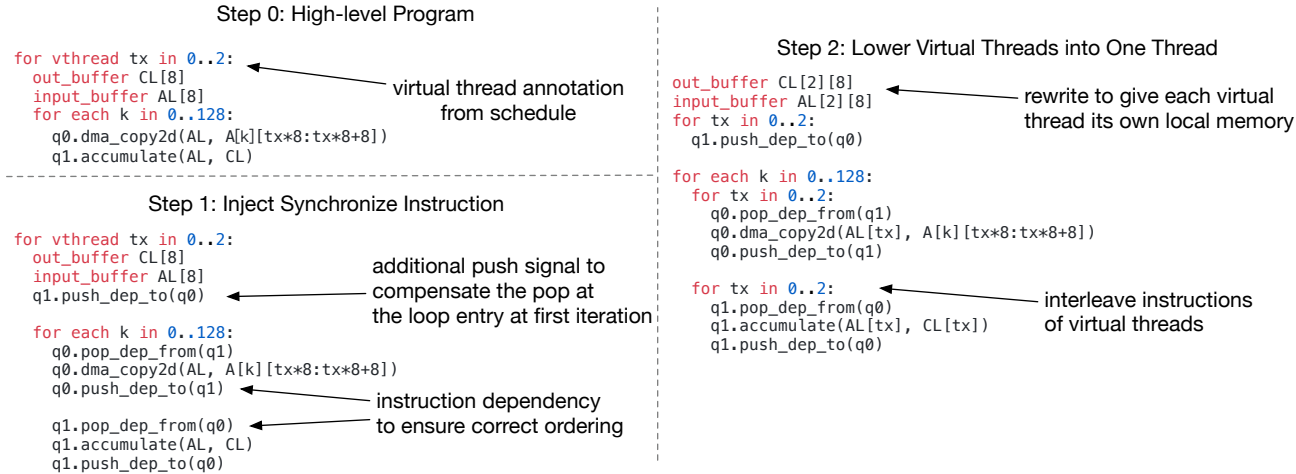 Step 0: High-level Program
for vthread tx in 0..2:
out_buffer CL[8]
input_buffer AL[8]
for each k in 0..128:
q0.dma_copy2d(AL, A[k][tx*8:tx*8+8])
q1.accumulate(AL, CL)
virtual thread annotation
from schedule
Step 1: Inject Synchronize Instruction
for vthread tx in 0..2:
out_buffer CL[8]
input_buffer AL[8]
q1.push_dep_to(q0)
for each k in 0..128:
q0.pop_dep_from(q1)
q0.dma_copy2d(AL, A[k][tx*8:tx*8+8])
q0.push_dep_to(q1)
q1.pop_dep_from(q0)
q1.accumulate(AL, CL)
q1.push_dep_to(q0)
additional push signal to
compensate the pop at
the loop entry at first iteration
instruction dependency
to ensure correct ordering
Step 2: Lower Virtual Threads into One Thread
out_buffer CL[2][8]
input_buffer AL[2][8]
for tx in 0..2:
q1.push_dep_to(q0)
for each k in 0..128:
for tx in 0..2:
q0.pop_dep_from(q1)
q0.dma_copy2d(AL[tx], A[k][tx*8:tx*8+8])
q0.push_dep_to(q1)
for tx in 0..2:
q1.pop_dep_from(q0)
q1.accumulate(AL[tx], CL[tx])
q1.push_dep_to(q0)
rewrite to give each virtual
thread its own local memory
interleave instructions
of virtual threads